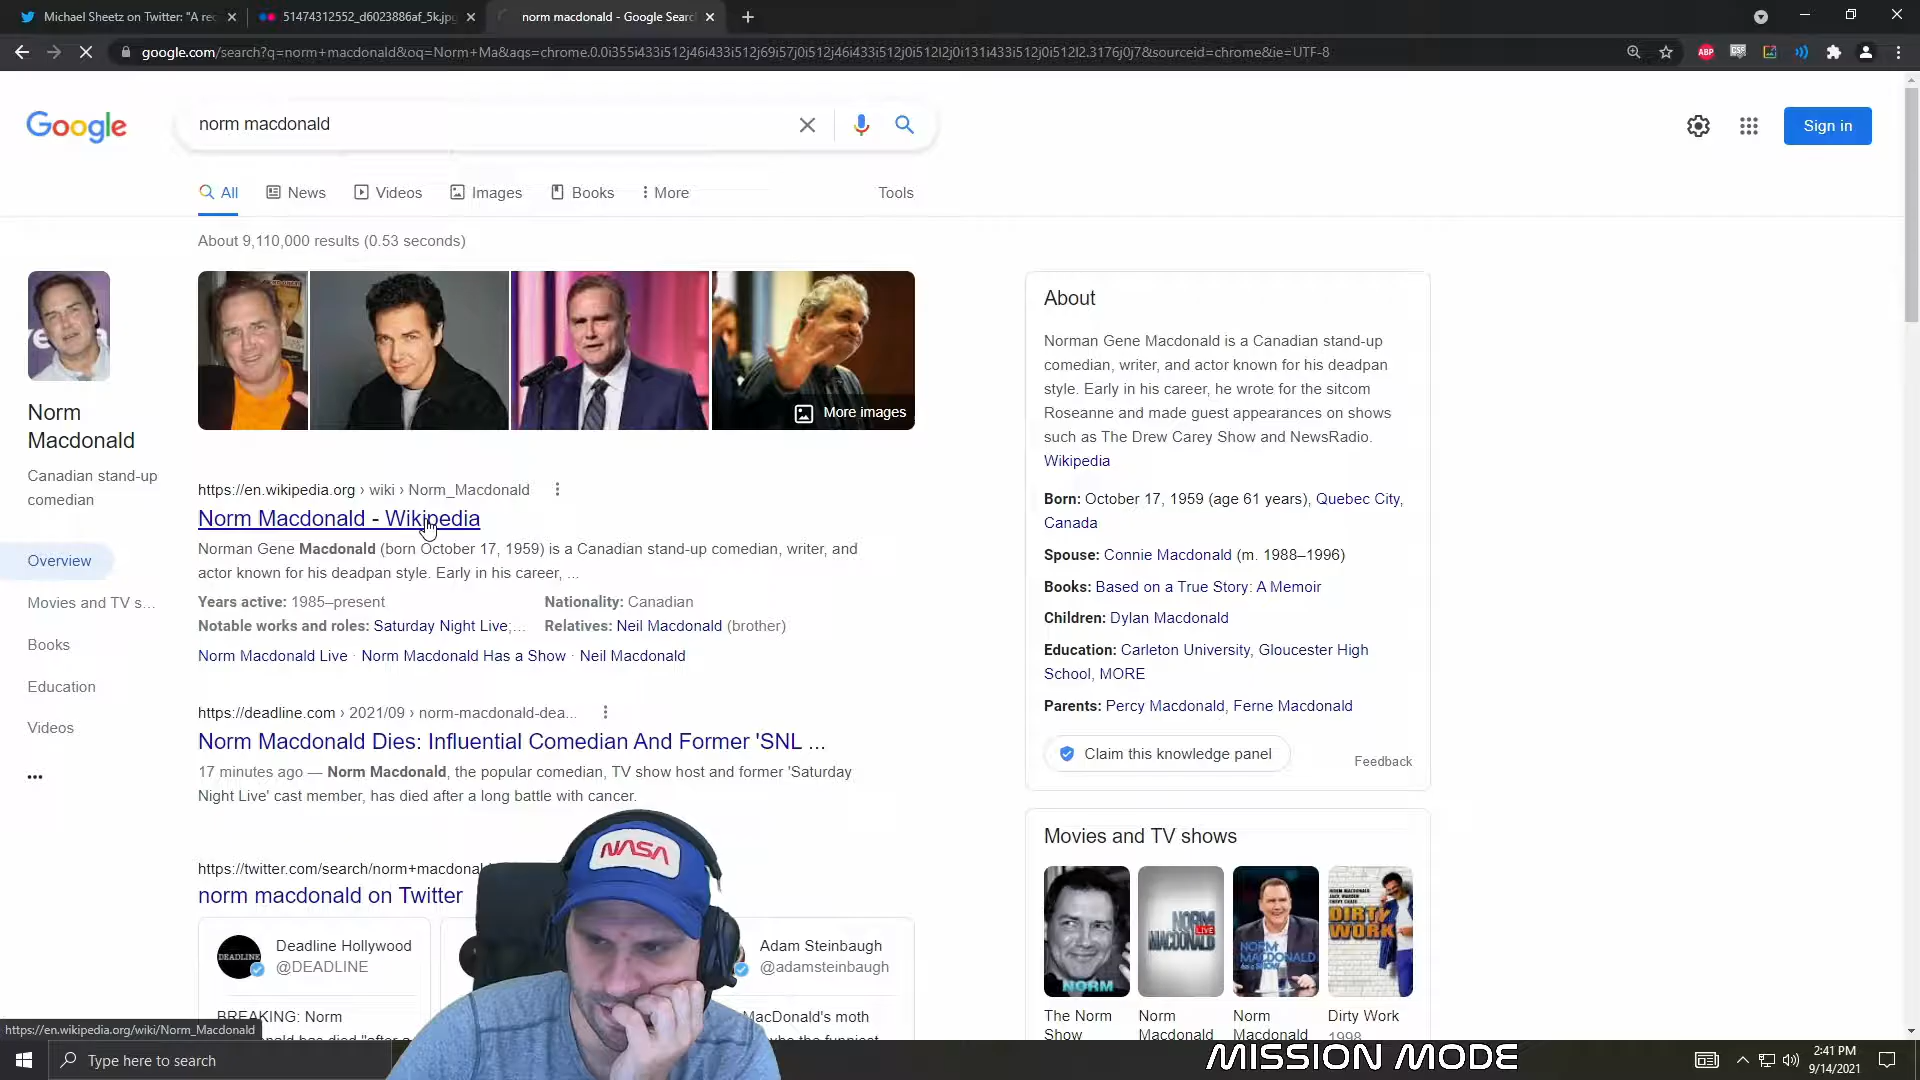 Michael Sheetz on Twitter: "A rec
51474312552_d6023886af_5k.jpg
norm macdonald - Google Search
google.com/search?q=norm+macdonald&oq=Norm+Ma&aqs=chrome.0.0i355i433i512j46i433i512j69i57j0i512j46i433i512j0i512l2j0i131i433i512j0i512l2.3176j0j7&sourceid=chrome&ie=UTF-8
Google
norm macdonald
Sign in
All News Videos Images Books More Tools
About 9,110,000 results (0.53 seconds)
More images
Norm
Macdonald
Canadian stand-up
comedian
Overview
Movies and TV s...
Books
Education
Videos
https://en.wikipedia.org › wiki › Norm_Macdonald
Norm Macdonald - Wikipedia
Norman Gene Macdonald (born October 17, 1959) is a Canadian stand-up comedian, writer, and
actor known for his deadpan style. Early in his career, ...
Years active: 1985–present Nationality: Canadian
Notable works and roles: Saturday Night Live;... Relatives: Neil Macdonald (brother)
Norm Macdonald Live · Norm Macdonald Has a Show · Neil Macdonald
https://deadline.com › 2021/09 › norm-macdonald-dea...
Norm Macdonald Dies: Influential Comedian And Former 'SNL ...
17 minutes ago — Norm Macdonald, the popular comedian, TV show host and former 'Saturday
Night Live' cast member, has died after a long battle with cancer.
https://twitter.com/search/norm+macdonal
norm macdonald on Twitter
DEADLINE
Deadline Hollywood
@DEADLINE
BREAKING: Norm
Adam Steinbaugh
@adamsteinbaugh
MacDonald's moth
About
Norman Gene Macdonald is a Canadian stand-up
comedian, writer, and actor known for his deadpan
style. Early in his career, he wrote for the sitcom
Roseanne and made guest appearances on shows
such as The Drew Carey Show and NewsRadio.
Wikipedia
Born: October 17, 1959 (age 61 years), Quebec City,
Canada
Spouse: Connie Macdonald (m. 1988–1996)
Books: Based on a True Story: A Memoir
Children: Dylan Macdonald
Education: Carleton University, Gloucester High
School, MORE
Parents: Percy Macdonald, Ferne Macdonald
Claim this knowledge panel
Feedback
Movies and TV shows
NORM
NORM
LIVE
MACDONALD
NORM
MACDONALD
DIRTY
WORK
The Norm
Show
Norm
Macdonald
Norm
Macdonald
Dirty Work
1998
NASA
https://en.wikipedia.org/wiki/Norm_Macdonald
Type here to search
MISSION MODE
2:41 PM
9/14/2021